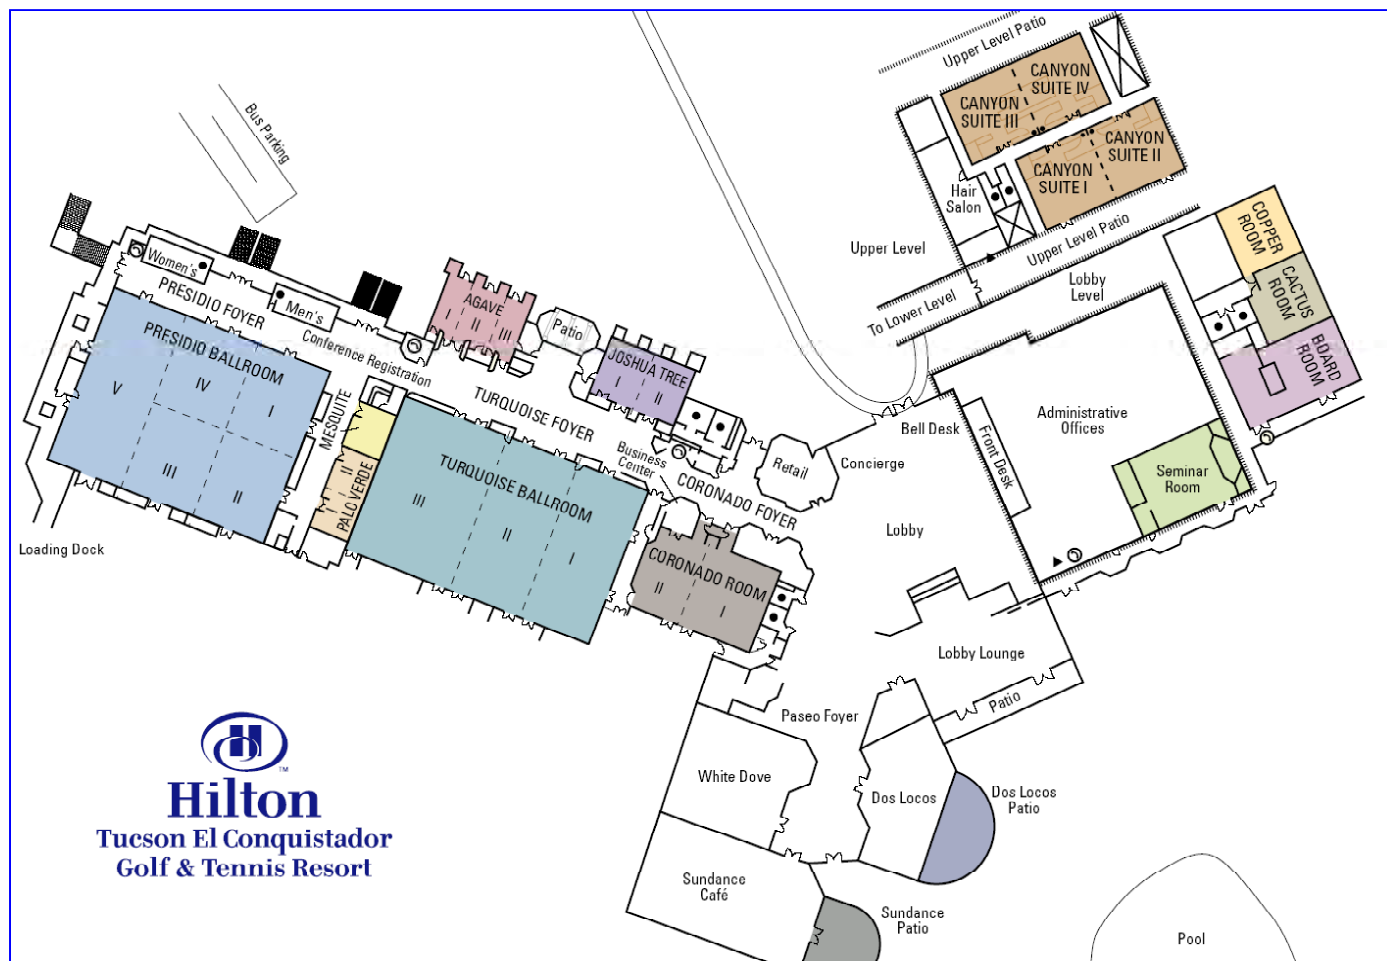 Upper Level Patio
CANYON
SUITE IV
CANYON
SUITE III
CANYON
SUITE II
CANYON
SUITE I
Hair
Salon
Upper Level
Upper Level Patio
To Lower Level
Lobby
Level
COPPER
ROOM
CACTUS
ROOM
BOARD
ROOM
Bus Parking
Women's
PRESIDIO FOYER
Men's
Conference Registration
PRESIDIO BALLROOM
V
IV
I
III
II
Loading Dock
MESQUITE
PALO VERDE
II
I
AGAVE
I
II
III
Patio
JOSHUA TREE
I
II
TURQUOISE FOYER
TURQUOISE BALLROOM
III
II
I
Business
Center
CORONADO FOYER
CORONADO ROOM
II
I
Retail
Concierge
Bell Desk
Front Desk
Administrative
Offices
Seminar
Room
Lobby
Lobby Lounge
Patio
Paseo Foyer
White Dove
Dos Locos
Dos Locos
Patio
Sundance
Café
Sundance
Patio
Pool
H
TM
Hilton
Tucson El Conquistador
Golf & Tennis Resort